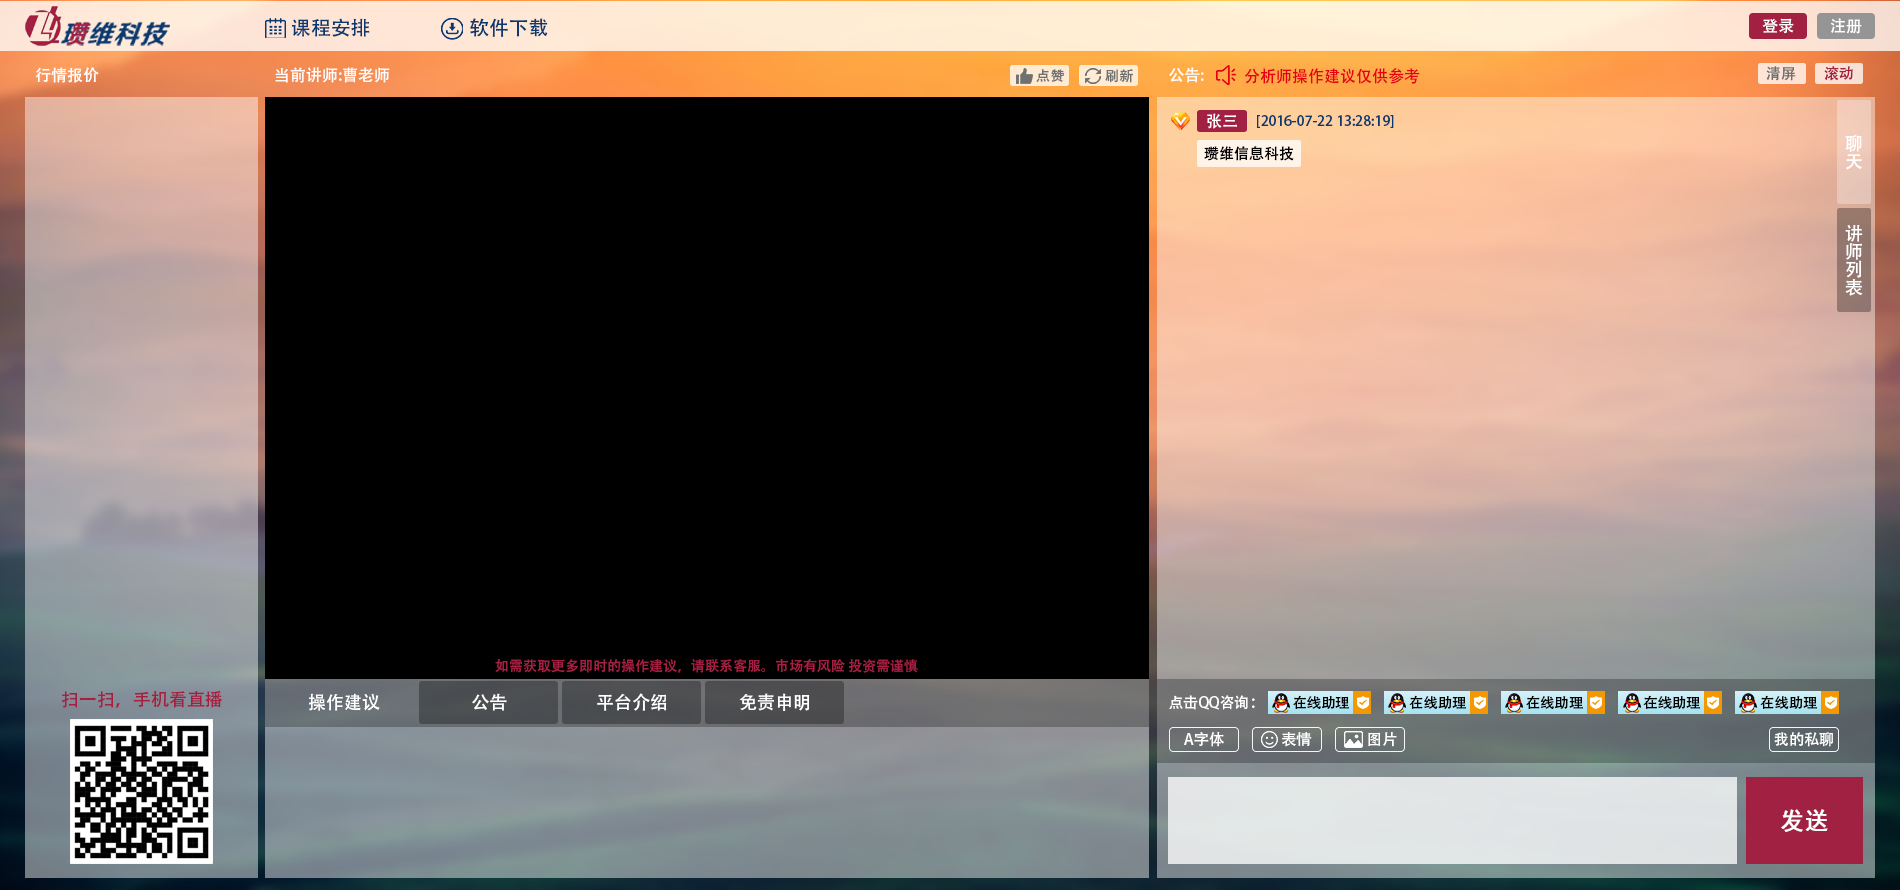 瓒维科技
课程安排
软件下载
登录
注册
行情报价
当前讲师:曹老师
点赞
刷新
公告:
分析师操作建议仅供参考
清屏
滚动
张三
[2016-07-22 13:28:19]
瓒维信息科技
聊天
讲师列表
如需获取更多即时的操作建议，请联系客服。市场有风险 投资需谨慎
扫一扫，手机看直播
操作建议
公告
平台介绍
免责申明
点击QQ咨询：
在线助理
在线助理
在线助理
在线助理
在线助理
A字体
表情
图片
我的私聊
发送